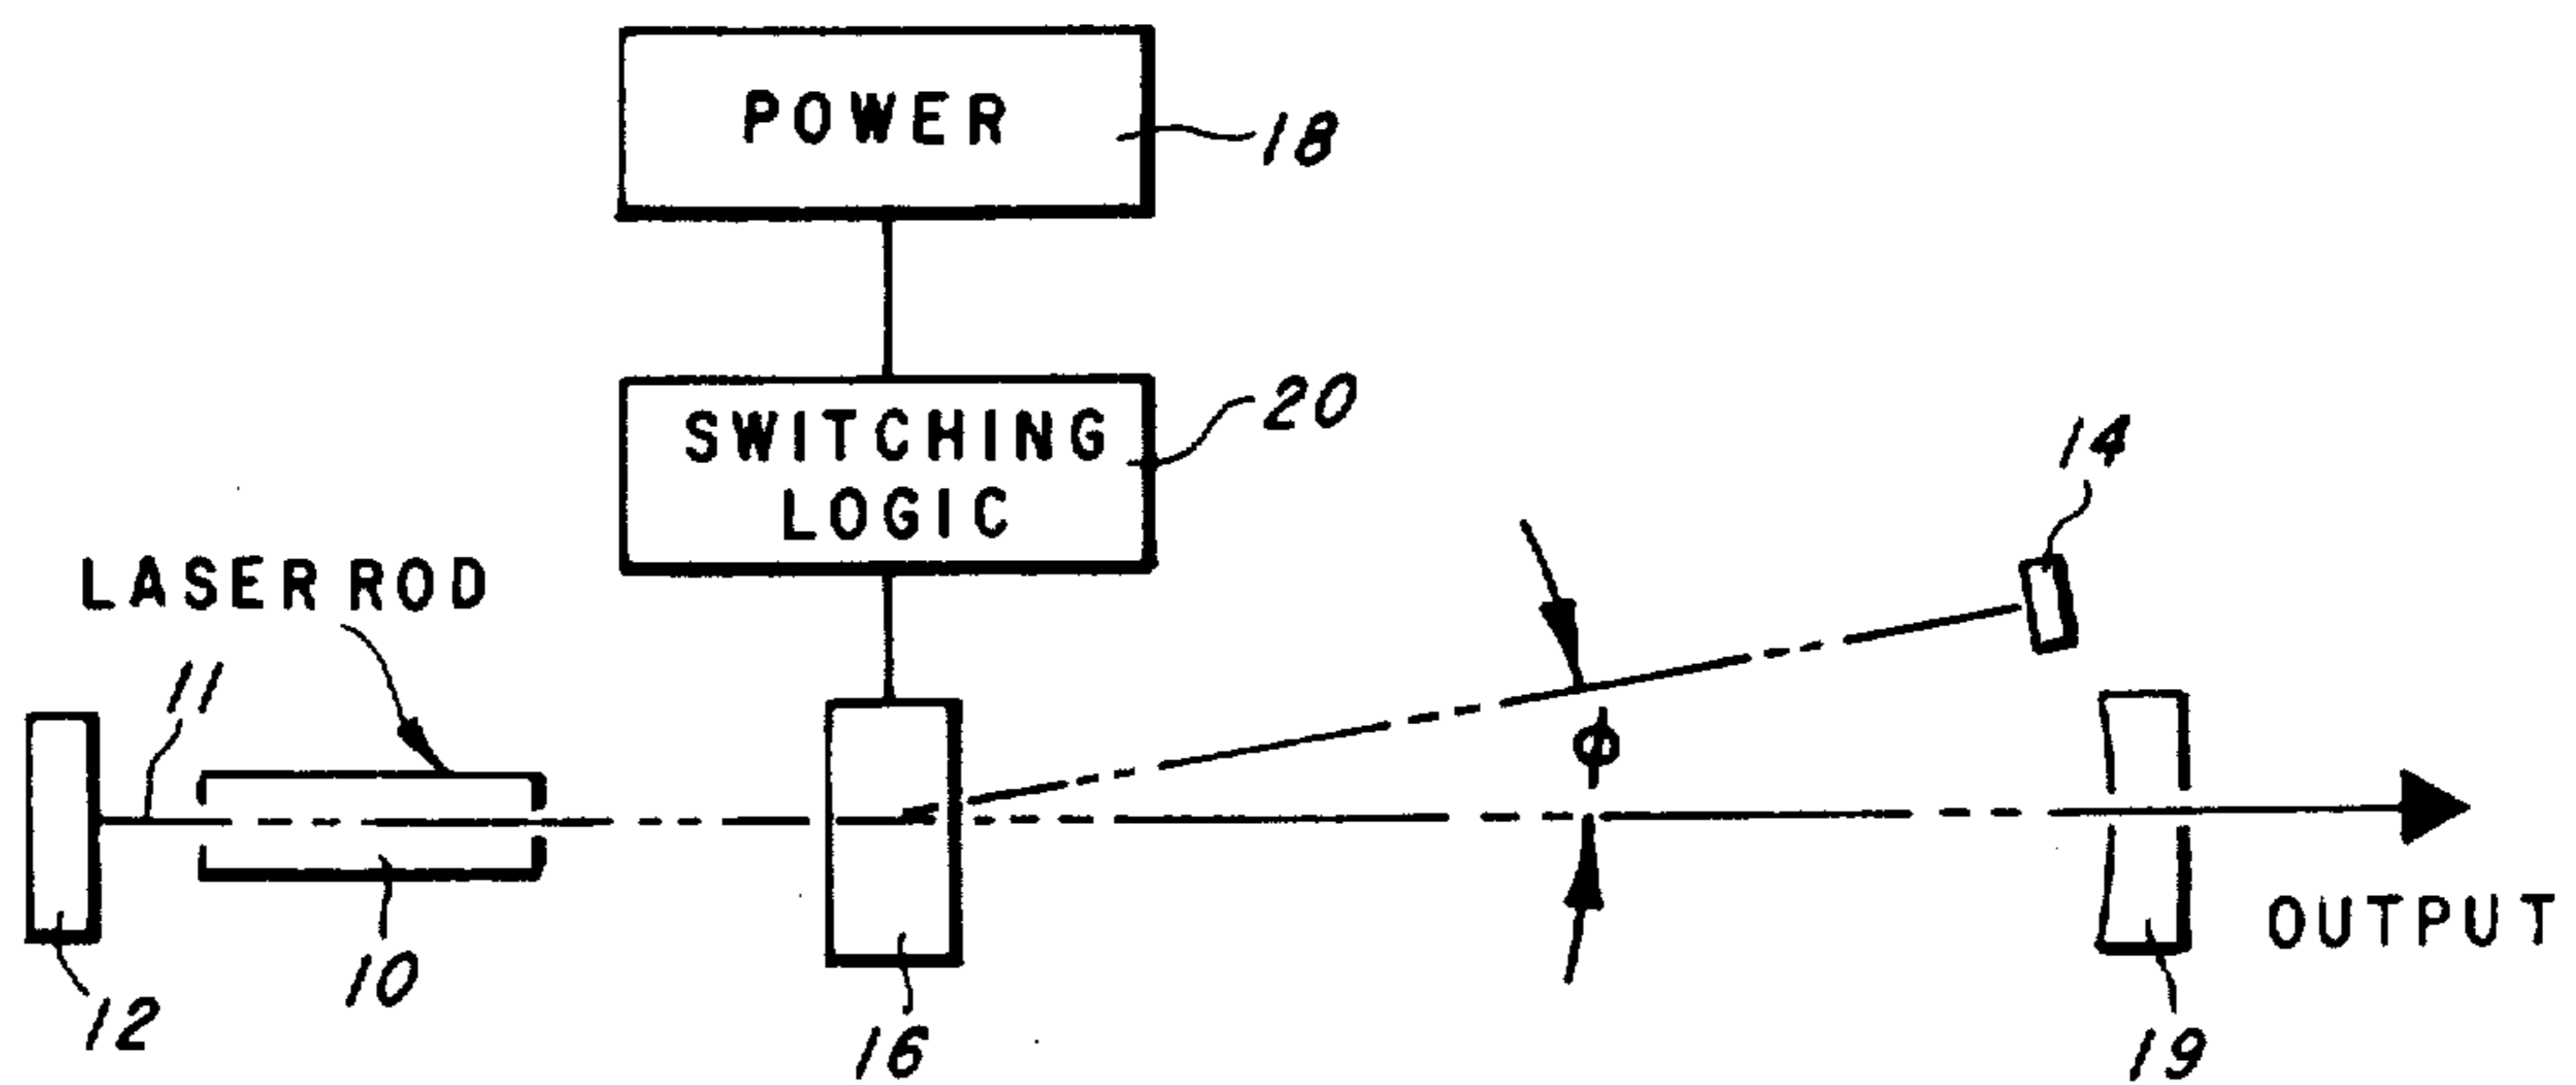 POWER
18
SWITCHING
LOGIC
20
14
LASER ROD
11
ϕ
10
12
16
19
OUTPUT